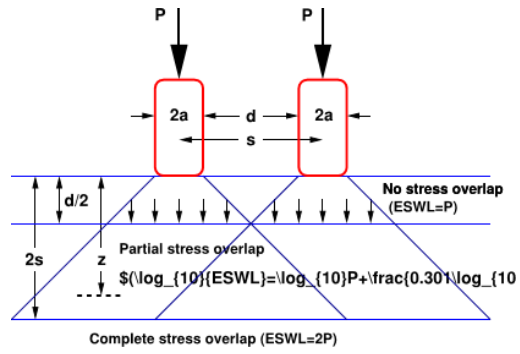 P P
2a d 2a
s
d/2
No stress overlap
(ESWL=P)
2s z
Partial stress overlap
$(\log_{10}{ESWL}=\log_{10}P+\frac{0.301\log_{10
Complete stress overlap (ESWL=2P)